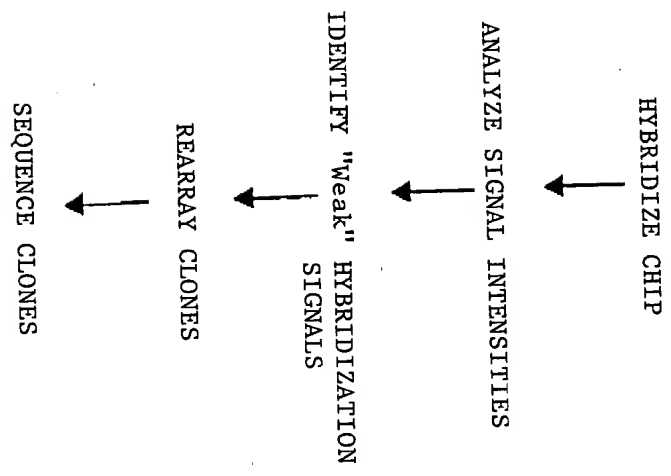 HYBRIDIZE CHIP
ANALYZE SIGNAL INTENSITIES
IDENTIFY "Weak" HYBRIDIZATION
SIGNALS
REARRAY CLONES
SEQUENCE CLONES